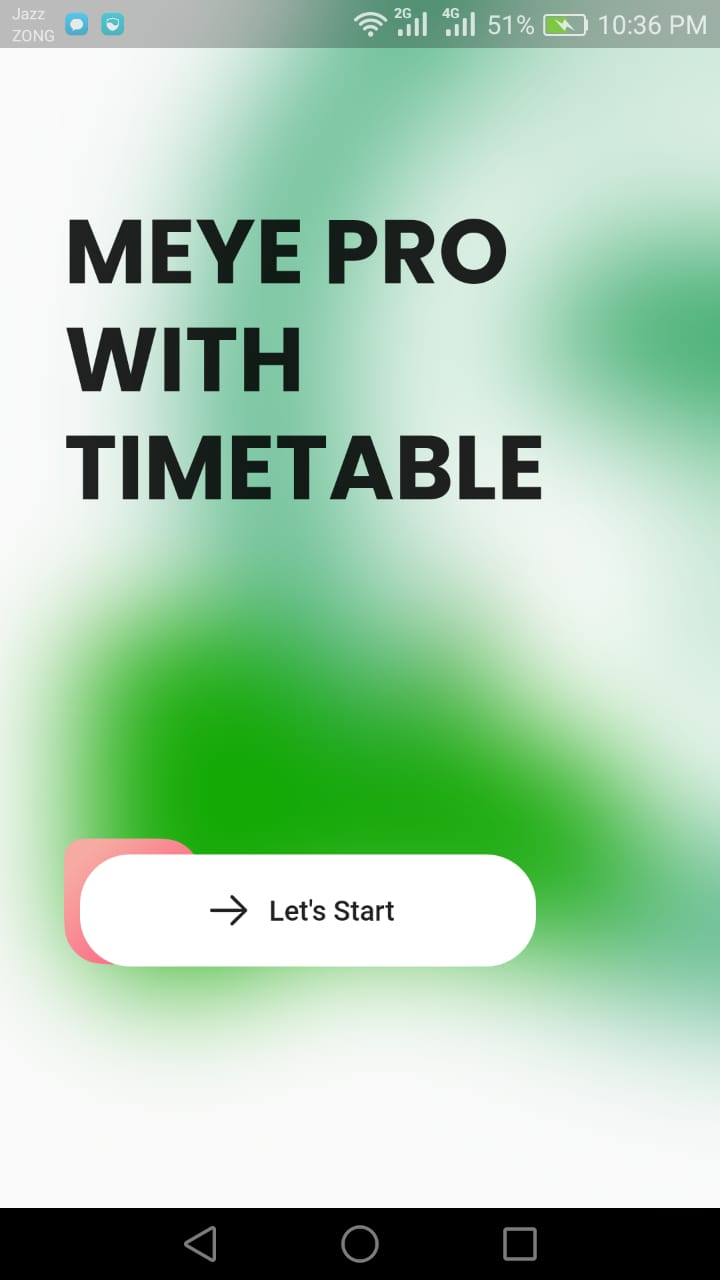 Jazz
ZONG
2G 4G 51% 10:36 PM
MEYE PRO
WITH
TIMETABLE
Let's Start